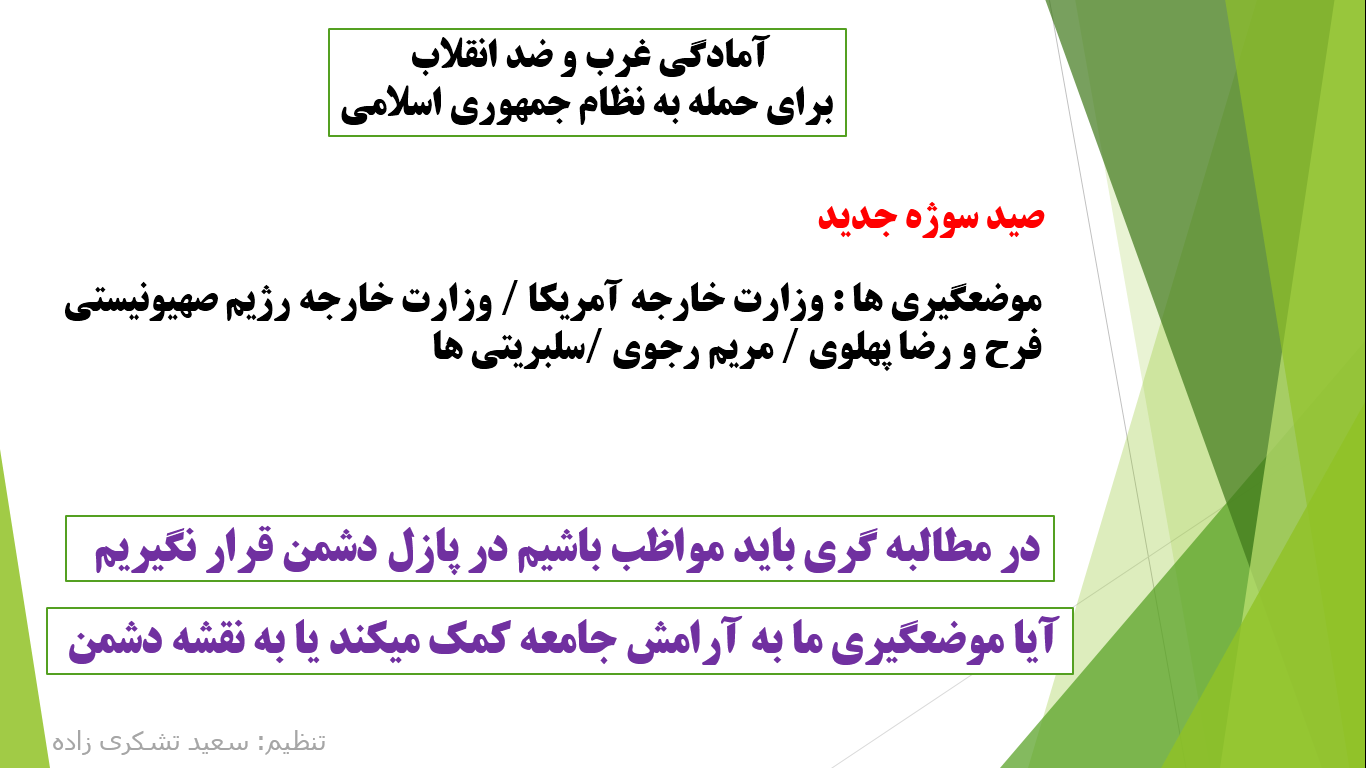 آمادگی غرب و ضد انقلاب
برای حمله به نظام جمهوری اسلامی
صید سوژه جدید
موضعگیری ها : وزارت خارجه آمریکا / وزارت خارجه رژیم صهیونیستی
فرح و رضا پهلوی / مریم رجوی /سلبریتی ها
در مطالبه گری باید مواظب باشیم در پازل دشمن قرار نگیریم
آیا موضعگیری ما به آرامش جامعه کمک میکند یا به نقشه دشمن
تنظیم: سعید تشکری زاده